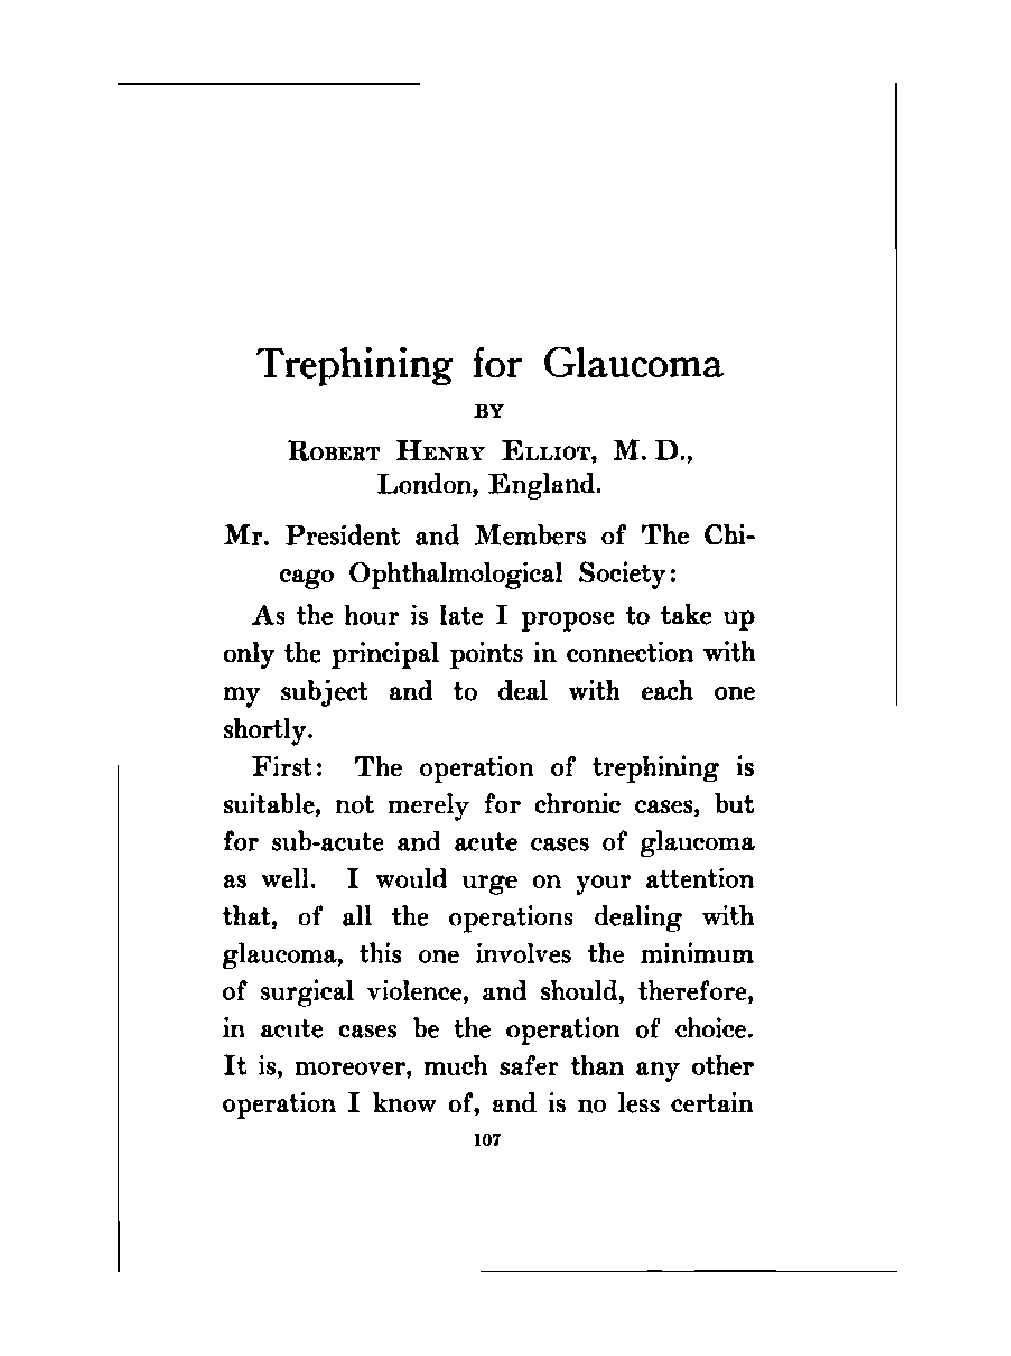 Trephining for Glaucoma
BY
ROBERT HENRY ELLIOT, M. D.,
London, England.
Mr. President and Members of The Chi-
cago Ophthalmological Society:
As the hour is late I propose to take up
only the principal points in connection with
my subject and to deal with each one
shortly.
First: The operation of trephining is
suitable, not merely for chronic cases, but
for sub-acute and acute cases of glaucoma
as well. I would urge on your attention
that, of all the operations dealing with
glaucoma, this one involves the minimum
of surgical violence, and should, therefore,
in acute cases be the operation of choice.
It is, moreover, much safer than any other
operation I know of, and is no less certain
107